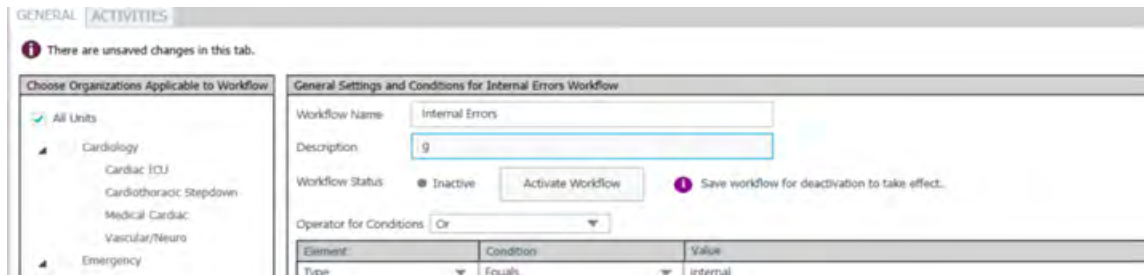 GENERAL ACTIVITIES
There are unsaved changes in this tab.
Choose Organizations Applicable to Workflow
All Units
Cardiology
Cardiac ICU
Cardiothoracic Stepdown
Medical Cardiac
Vascular/Neuro
Emergency
General Settings and Conditions for Internal Errors Workflow
Workflow Name Internal Errors
Description g
Workflow Status Inactive Activate Workflow Save workflow for deactivation to take effect.
Operator for Conditions Or
Element Condition Value
Type Equals internal